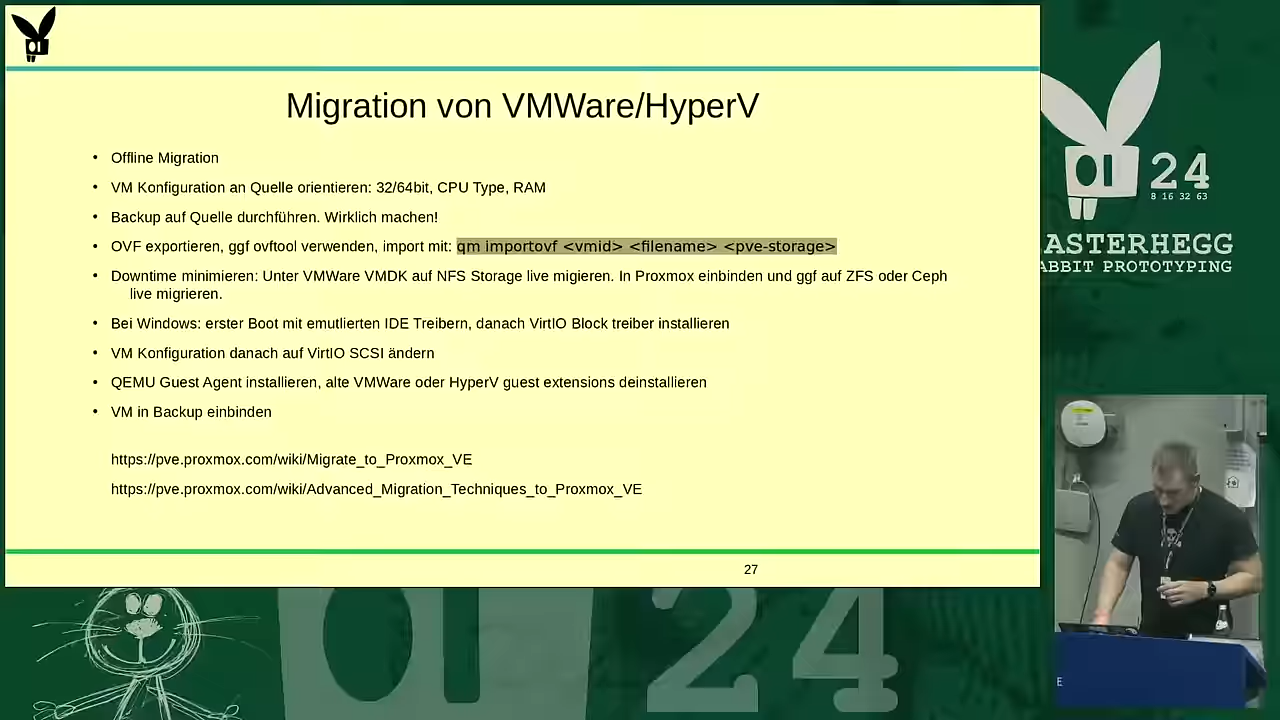 Migration von VMWare/HyperV
• Offline Migration
• VM Konfiguration an Quelle orientieren: 32/64bit, CPU Type, RAM
• Backup auf Quelle durchführen. Wirklich machen!
• OVF exportieren, ggf ovftool verwenden, import mit: qm importovf <vmid> <filename> <pve-storage>
• Downtime minimieren: Unter VMWare VMDK auf NFS Storage live migieren. In Proxmox einbinden und ggf auf ZFS oder Ceph
live migrieren.
• Bei Windows: erster Boot mit emutlierten IDE Treibern, danach VirtIO Block treiber installieren
• VM Konfiguration danach auf VirtIO SCSI ändern
• QEMU Guest Agent installieren, alte VMWare oder HyperV guest extensions deinstallieren
• VM in Backup einbinden
https://pve.proxmox.com/wiki/Migrate_to_Proxmox_VE
https://pve.proxmox.com/wiki/Advanced_Migration_Techniques_to_Proxmox_VE
27
24
8 16 32 63
ASTERHEGG
ABBIT PROTOTYPING
24
E